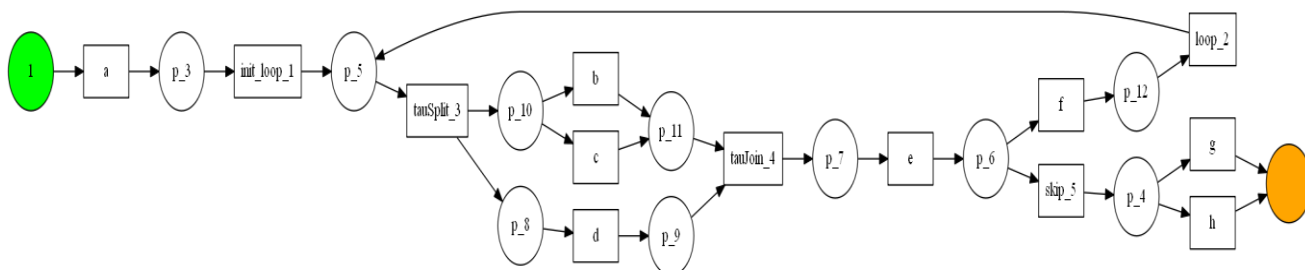 1
a
p_3
init_loop_1
p_5
tauSplit_3
p_10
b
c
p_11
p_8
d
p_9
tauJoin_4
p_7
e
p_6
f
p_12
loop_2
skip_5
p_4
g
h